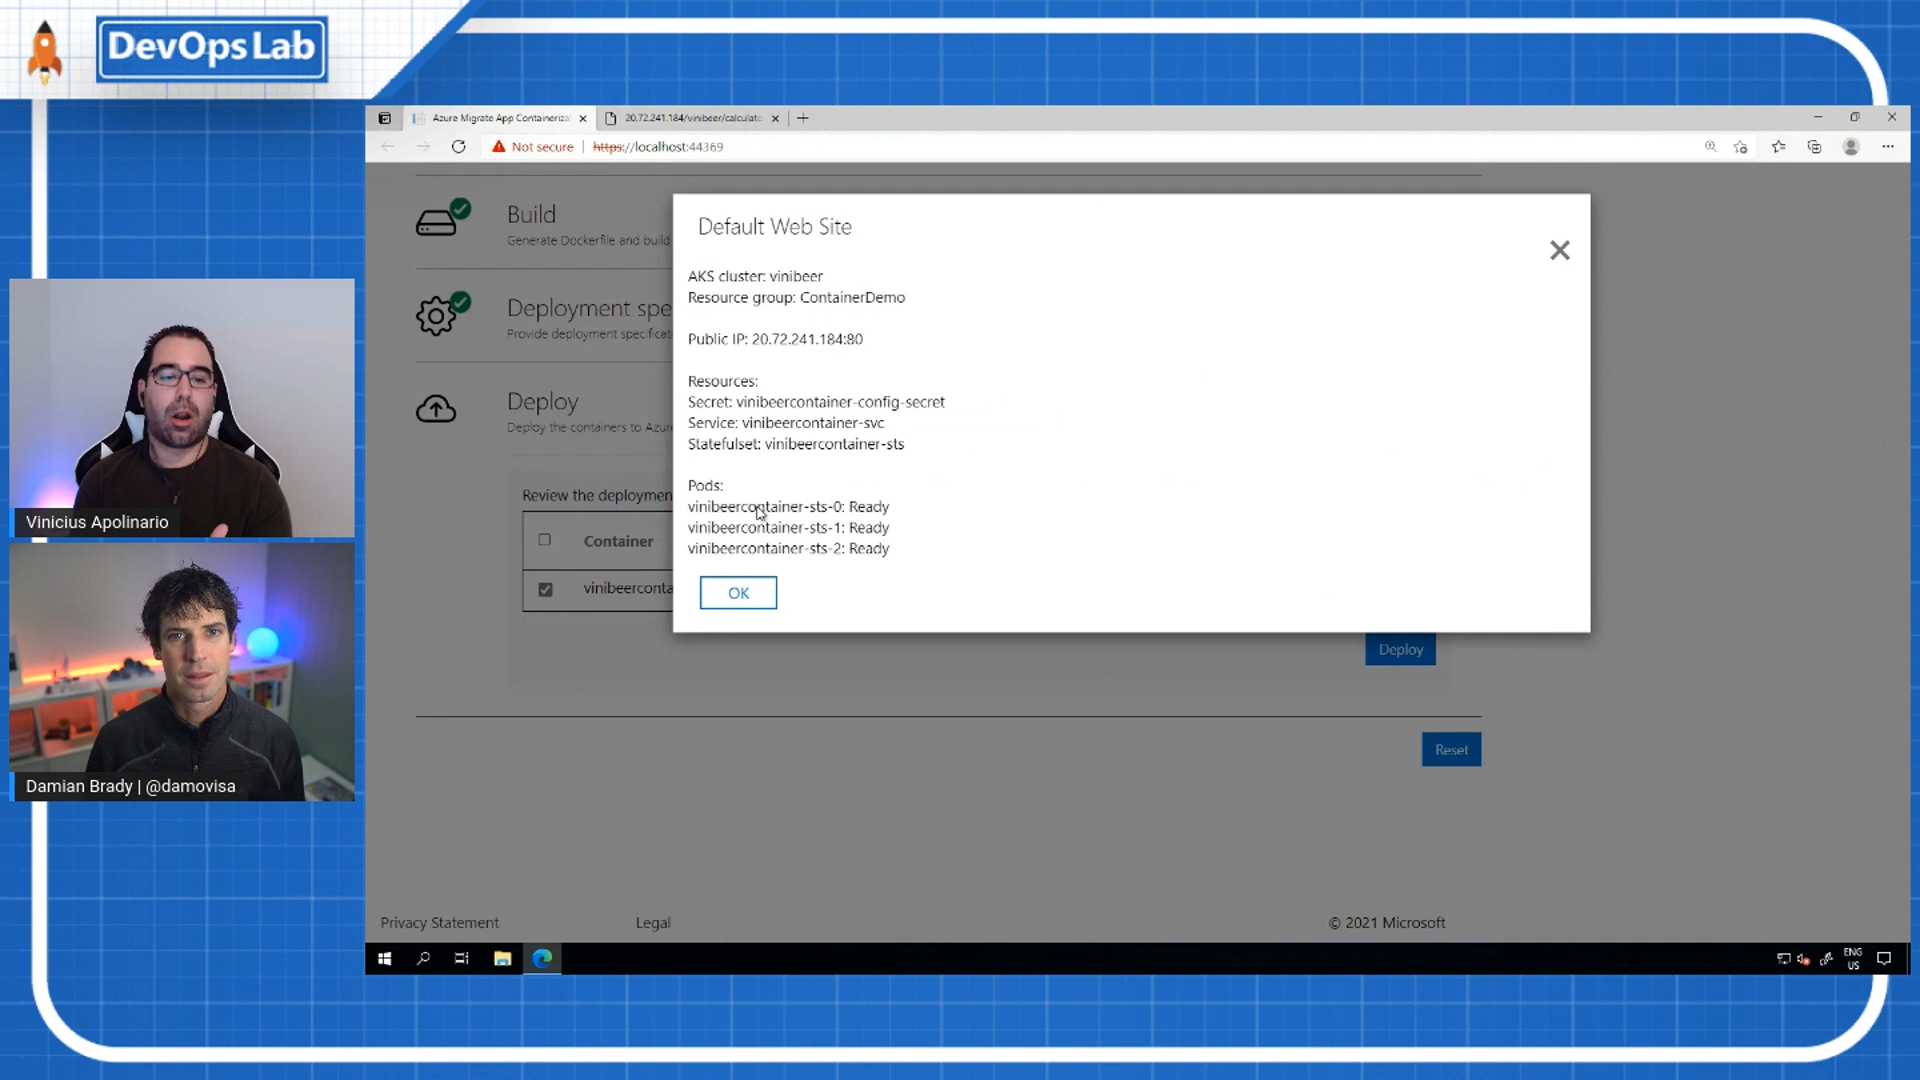 DevOps Lab
Azure Migrate App Containeriza
20.72.241.184/vinibeer/calculato
Not secure
https://localhost:44369
Build
Generate Dockerfile and build
Deployment spe
Provide deployment specificat
Deploy
Deploy the containers to Azur
Review the deploymen
Container
vinibeerconta
Default Web Site
AKS cluster: vinibeer
Resource group: ContainerDemo
Public IP: 20.72.241.184:80
Resources:
Secret: vinibeercontainer-config-secret
Service: vinibeercontainer-svc
Statefulset: vinibeercontainer-sts
Pods:
vinibeercontainer-sts-0: Ready
vinibeercontainer-sts-1: Ready
vinibeercontainer-sts-2: Ready
OK
Deploy
Reset
Vinicius Apolinario
Damian Brady | @damovisa
Privacy Statement
Legal
© 2021 Microsoft
ENG
US